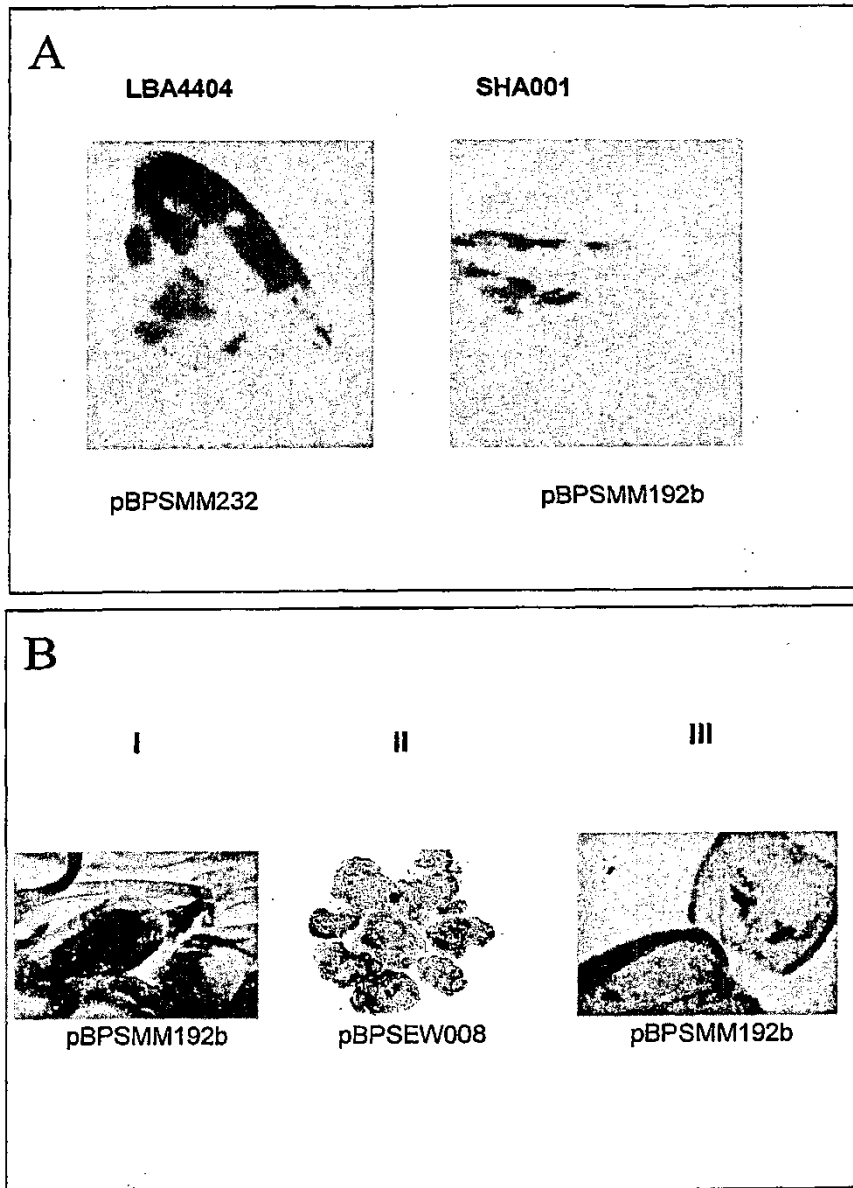 A
LBA4404 SHA001
pBPSMM232 pBPSMM192b
B
I II III
pBPSMM192b pBPSEW008 pBPSMM192b